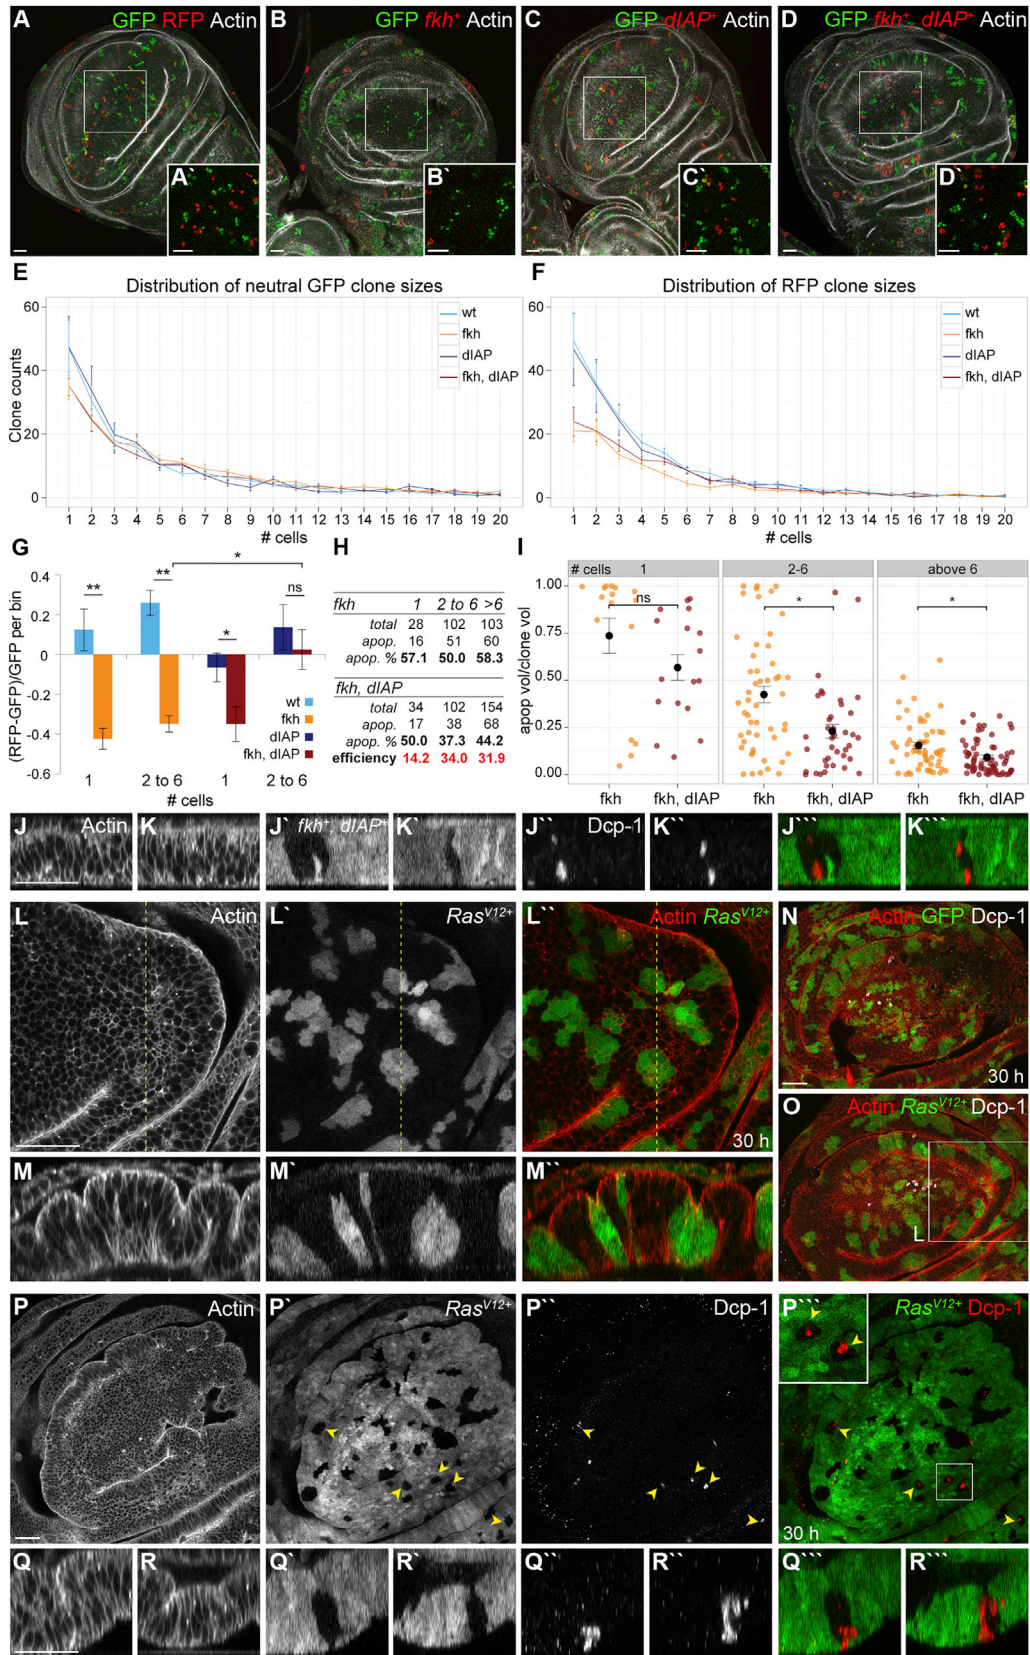 A GFP RFP Actin
B GFP fkh⁺ Actin
C GFP dIAP⁺ Actin
D GFP fkh⁺ dIAP⁺ Actin
A`
B`
C`
D`
E
Distribution of neutral GFP clone sizes
F
Distribution of RFP clone sizes
wt
fkh
dIAP
fkh, dIAP
wt
fkh
dIAP
fkh, dIAP
Clone counts
60
40
20
0
60
40
20
0
1 2 3 4 5 6 7 8 9 10 11 12 13 14 15 16 17 18 19 20
# cells
1 2 3 4 5 6 7 8 9 10 11 12 13 14 15 16 17 18 19 20
# cells
G
(RFP-GFP)/GFP per bin
0.4
0.2
0
-0.2
-0.4
-0.6
**
**
*
*
ns
wt
fkh
dIAP
fkh, dIAP
1 2 to 6 1 2 to 6
# cells
H
fkh 1 2 to 6 >6
total 28 102 103
apop. 16 51 60
apop. % 57.1 50.0 58.3
fkh, dIAP
total 34 102 154
apop. 17 38 68
apop. % 50.0 37.3 44.2
efficiency 14.2 34.0 31.9
I
# cells 1 2-6 above 6
apop vol/clone vol
1.00
0.75
0.50
0.25
0.00
ns
*
*
fkh fkh, dIAP fkh fkh, dIAP fkh fkh, dIAP
J Actin
K
J` fkh⁺, dIAP⁺
K`
J`` Dcp-1
K``
J```
K```
L Actin
L` Ras^V12+
L`` Actin Ras^V12+
30 h
N Actin GFP Dcp-1
30 h
O Actin Ras^V12+ Dcp-1
L
M
M`
M``
P Actin
P` Ras^V12+
P`` Dcp-1
P``` Ras^V12+ Dcp-1
30 h
Q
R
Q`
R`
Q``
R``
Q```
R```